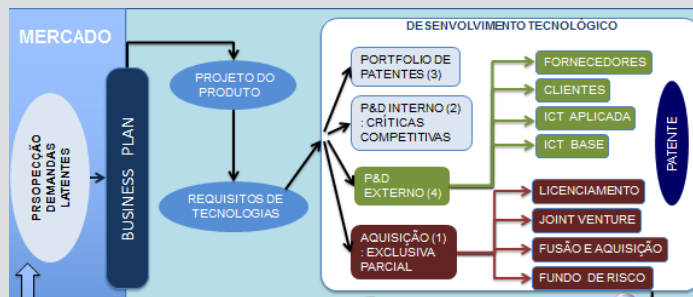 DESENVOLVIMENTO TECNOLÓGICO
MERCADO
PRSOPECÇÃO
DEMANDAS
LATENTES
BUSINESS PLAN
PROJETO DO
PRODUTO
REQUISITOS DE
TECNOLOGIAS
PORTFOLIO DE
PATENTES (3)
P&D INTERNO (2)
: CRÍTICAS
COMPETITIVAS
P&D
EXTERNO (4)
AQUISIÇÃO (1)
: EXCLUSIVA
PARCIAL
FORNECEDORES
CLIENTES
ICT APLICADA
ICT BASE
LICENCIAMENTO
JOINT VENTURE
FUSÃO E AQUISIÇÃO
FUNDO DE RISCO
PATENTE